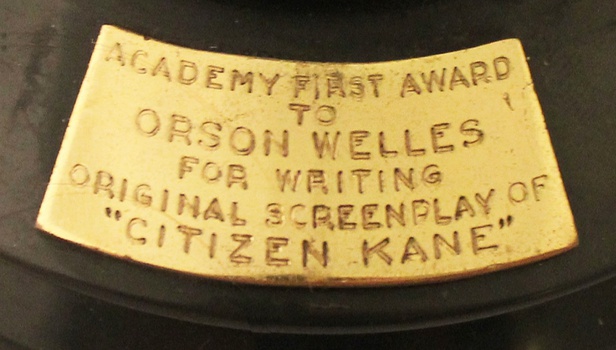 ACADEMY FIRST AWARD
TO
ORSON WELLES
FOR WRITING
ORIGINAL SCREENPLAY OF
"CITIZEN KANE"